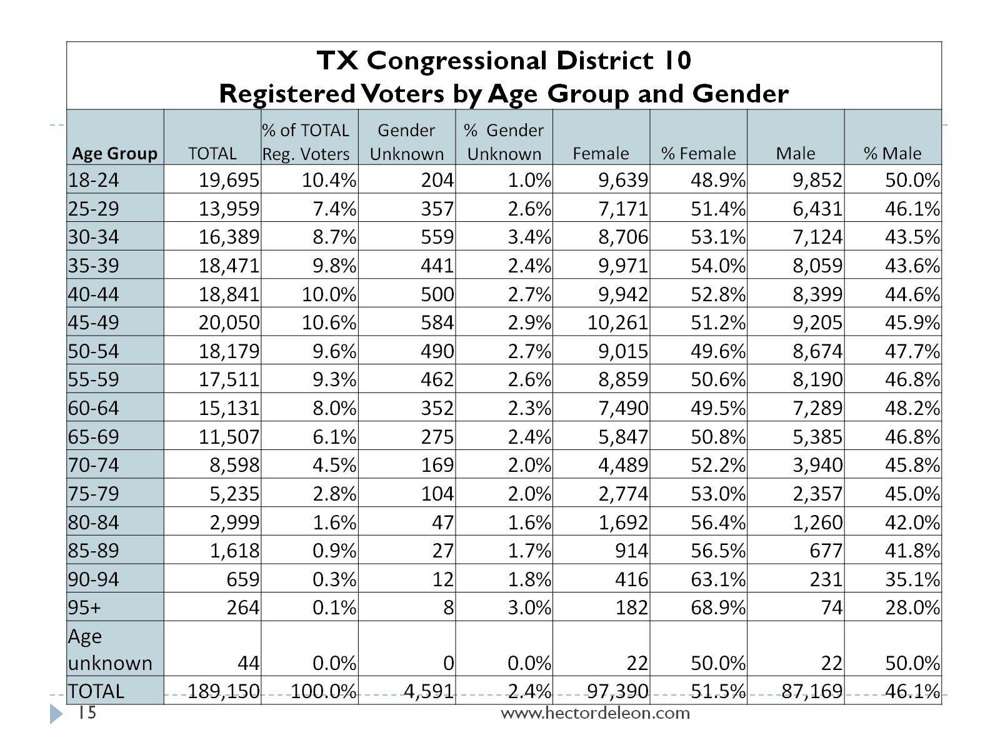 TX Congressional District 10
Registered Voters by Age Group and Gender
Age Group TOTAL % of TOTAL Reg. Voters Gender Unknown % Gender Unknown Female % Female Male % Male
18-24 19,695 10.4% 204 1.0% 9,639 48.9% 9,852 50.0%
25-29 13,959 7.4% 357 2.6% 7,171 51.4% 6,431 46.1%
30-34 16,389 8.7% 559 3.4% 8,706 53.1% 7,124 43.5%
35-39 18,471 9.8% 441 2.4% 9,971 54.0% 8,059 43.6%
40-44 18,841 10.0% 500 2.7% 9,942 52.8% 8,399 44.6%
45-49 20,050 10.6% 584 2.9% 10,261 51.2% 9,205 45.9%
50-54 18,179 9.6% 490 2.7% 9,015 49.6% 8,674 47.7%
55-59 17,511 9.3% 462 2.6% 8,859 50.6% 8,190 46.8%
60-64 15,131 8.0% 352 2.3% 7,490 49.5% 7,289 48.2%
65-69 11,507 6.1% 275 2.4% 5,847 50.8% 5,385 46.8%
70-74 8,598 4.5% 169 2.0% 4,489 52.2% 3,940 45.8%
75-79 5,235 2.8% 104 2.0% 2,774 53.0% 2,357 45.0%
80-84 2,999 1.6% 47 1.6% 1,692 56.4% 1,260 42.0%
85-89 1,618 0.9% 27 1.7% 914 56.5% 677 41.8%
90-94 659 0.3% 12 1.8% 416 63.1% 231 35.1%
95+ 264 0.1% 8 3.0% 182 68.9% 74 28.0%
Age
unknown 44 0.0% 0 0.0% 22 50.0% 22 50.0%
TOTAL 189,150 100.0% 4,591 2.4% 97,390 51.5% 87,169 46.1%
15 www.hectordeleon.com